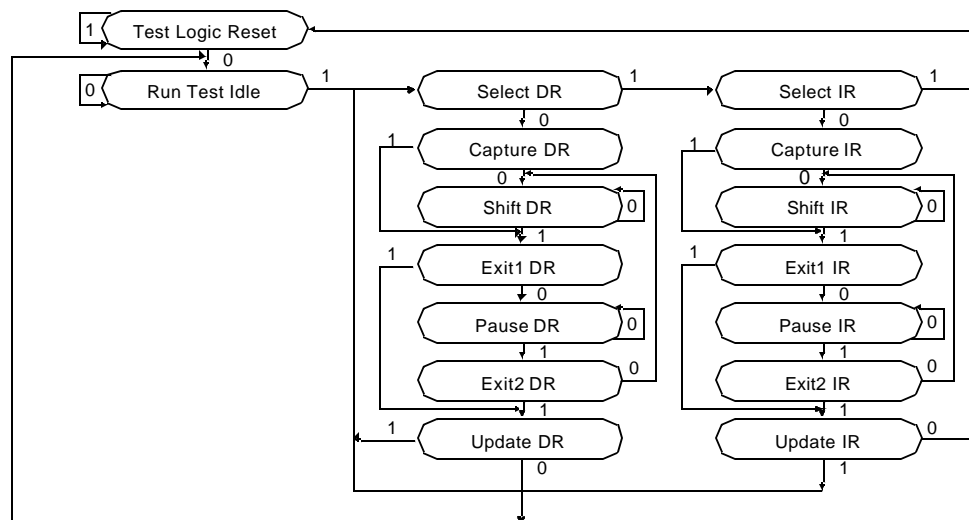 Test Logic Reset
1
0
Run Test Idle
0
1
Select DR
1
Select IR
1
0
0
1
Capture DR
1
Capture IR
0
0
Shift DR
0
Shift IR
0
1
1
1
Exit1 DR
1
Exit1 IR
0
0
Pause DR
0
Pause IR
0
1
1
Exit2 DR
0
Exit2 IR
0
1
1
1
Update DR
Update IR
0
0
1